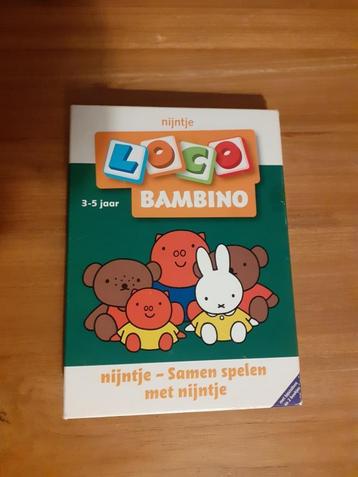 nijntje
LOCO
BAMBINO
3-5 jaar
nijntje – Samen spelen
met nijntje